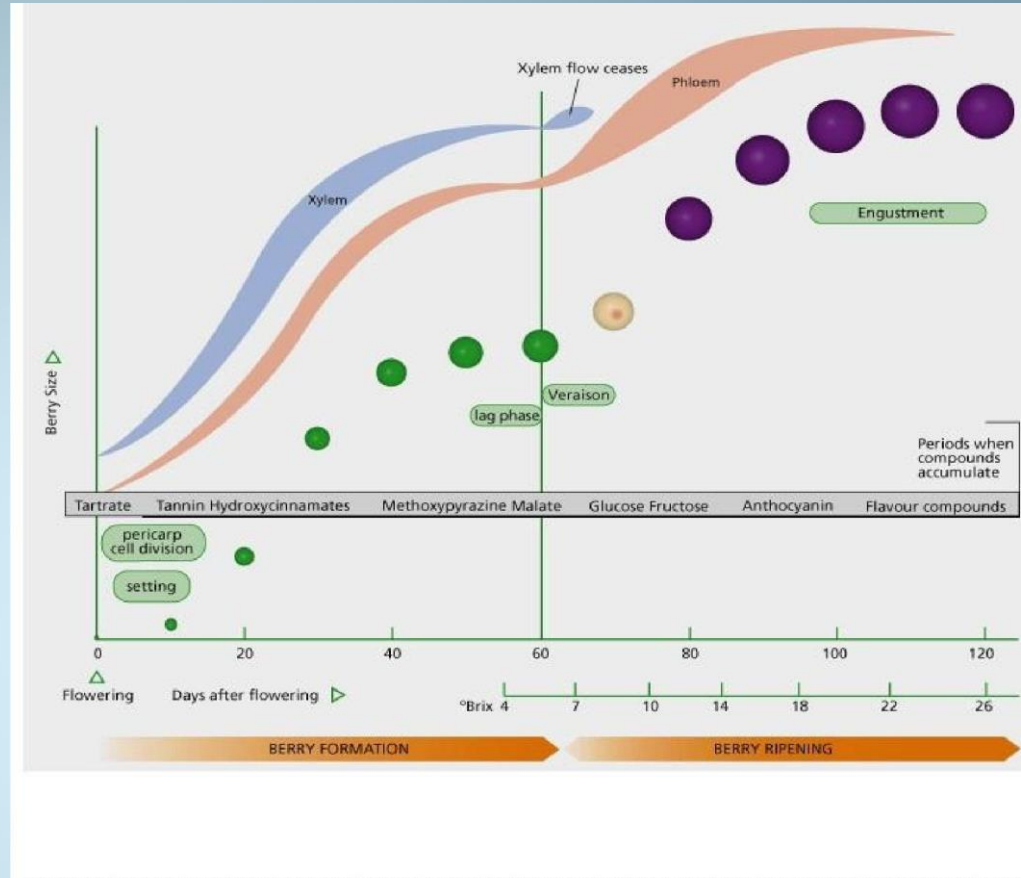 Xylem flow ceases
Phloem
Xylem
Engustment
Berry Size
Veraison
lag phase
Periods when
compounds
accumulate
Tartrate Tannin Hydroxycinnamates Methoxypyrazine Malate Glucose Fructose Anthocyanin Flavour compounds
pericarp
cell division
setting
0 20 40 60 80 100 120
Flowering Days after flowering
°Brix 4 7 10 14 18 22 26
BERRY FORMATION BERRY RIPENING